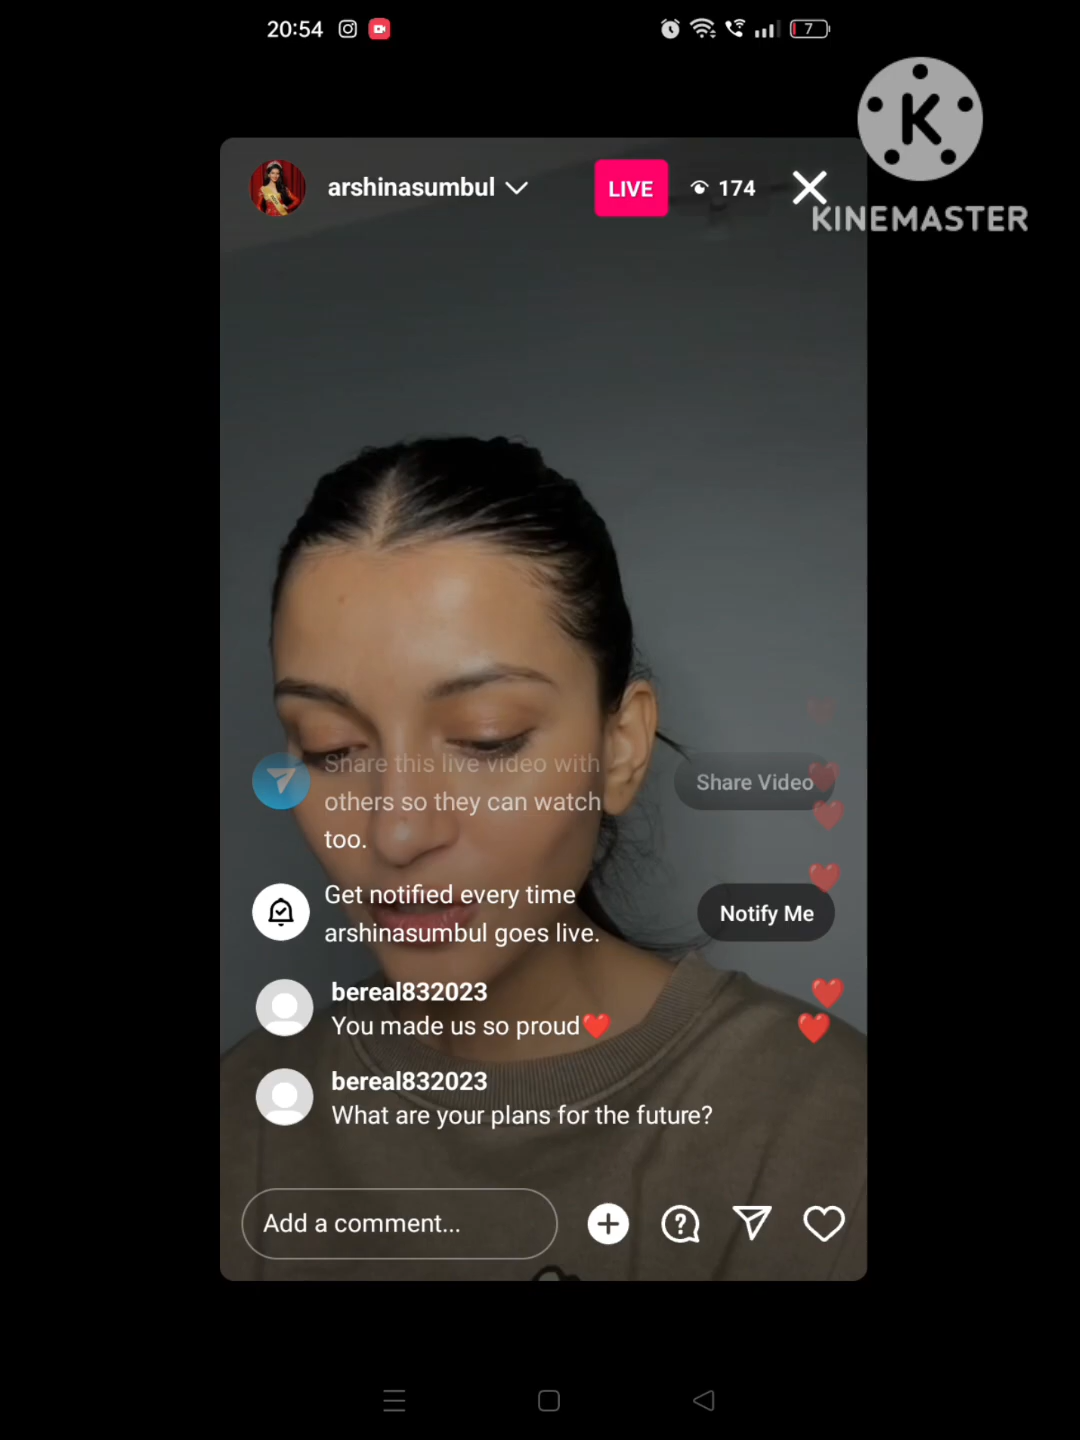 20:54
7
K
KINEMASTER
arshinasumbul
LIVE
174
Share this live video with
others so they can watch
too.
Share Video
Get notified every time
arshinasumbul goes live.
Notify Me
bereal832023
You made us so proud❤️
bereal832023
What are your plans for the future?
Add a comment...